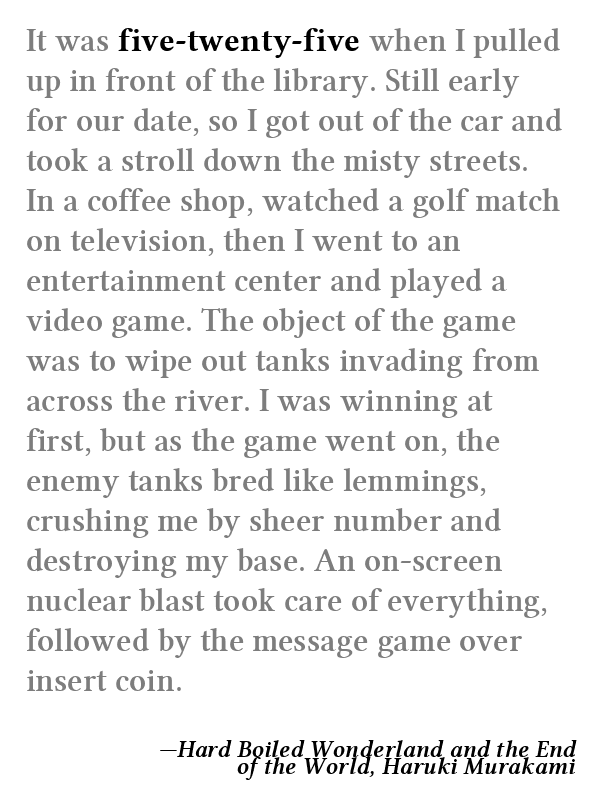 It was five-twenty-five when I pulled
up in front of the library. Still early
for our date, so I got out of the car and
took a stroll down the misty streets.
In a coffee shop, watched a golf match
on television, then I went to an
entertainment center and played a
video game. The object of the game
was to wipe out tanks invading from
across the river. I was winning at
first, but as the game went on, the
enemy tanks bred like lemmings,
crushing me by sheer number and
destroying my base. An on-screen
nuclear blast took care of everything,
followed by the message game over
insert coin.
—Hard Boiled Wonderland and the End
of the World, Haruki Murakami